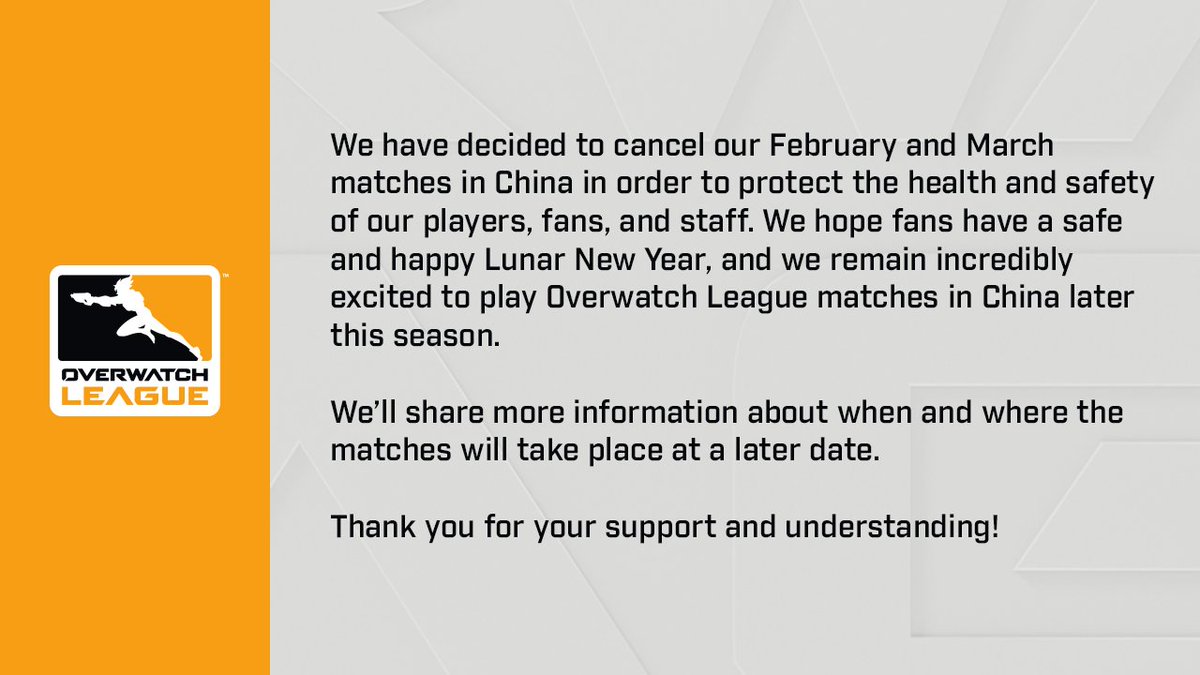 We have decided to cancel our February and March
matches in China in order to protect the health and safety
of our players, fans, and staff. We hope fans have a safe
and happy Lunar New Year, and we remain incredibly
excited to play Overwatch League matches in China later
this season.
We’ll share more information about when and where the
matches will take place at a later date.
Thank you for your support and understanding!
™
OVERWATCH
LEAGUE